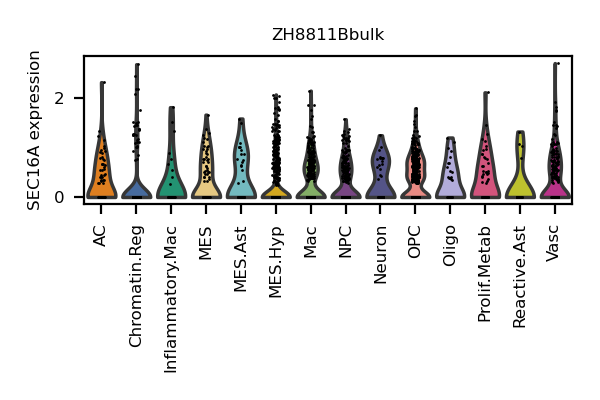 ZH8811Bbulk
SEC16A expression
2
0
AC
Chromatin.Reg
Inflammatory.Mac
MES
MES.Ast
MES.Hyp
Mac
NPC
Neuron
OPC
Oligo
Prolif.Metab
Reactive.Ast
Vasc